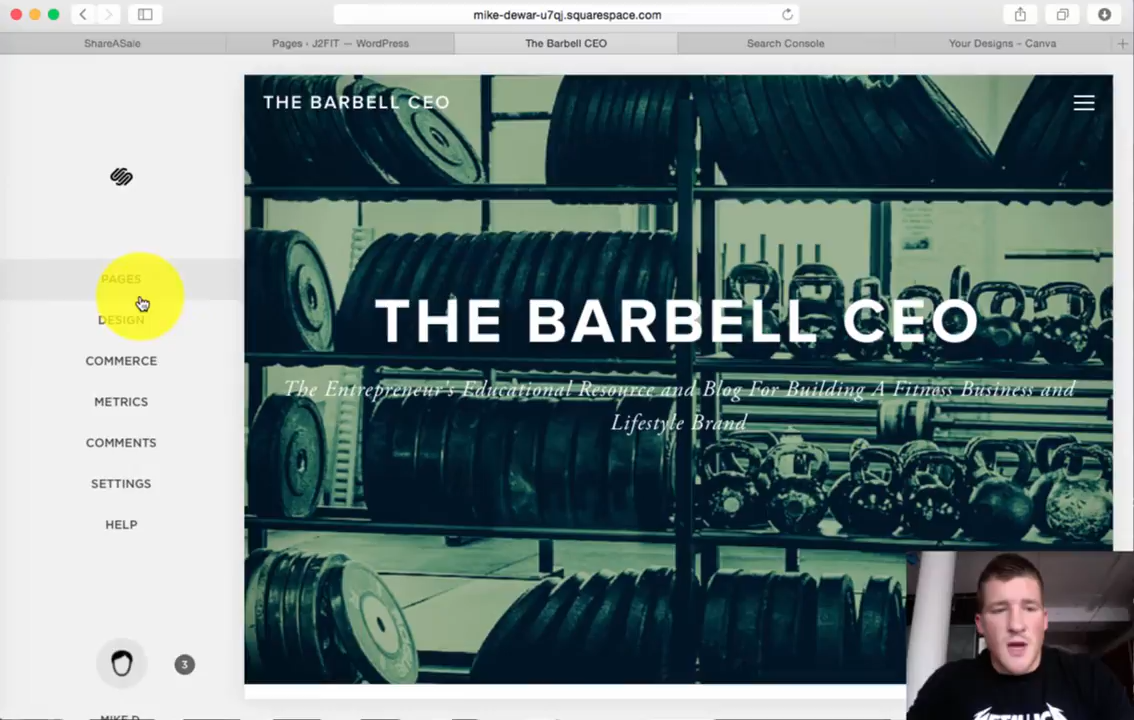 mike-dewar-u7qj.squarespace.com
ShareASale
Pages ‹ J2FIT — WordPress
The Barbell CEO
Search Console
Your Designs – Canva
THE BARBELL CEO
PAGES
DESIGN
COMMERCE
METRICS
COMMENTS
SETTINGS
HELP
THE BARBELL CEO
The Entrepreneur's Educational Resource and Blog For Building A Fitness Business and
Lifestyle Brand
3
MIKE D
METALLICA